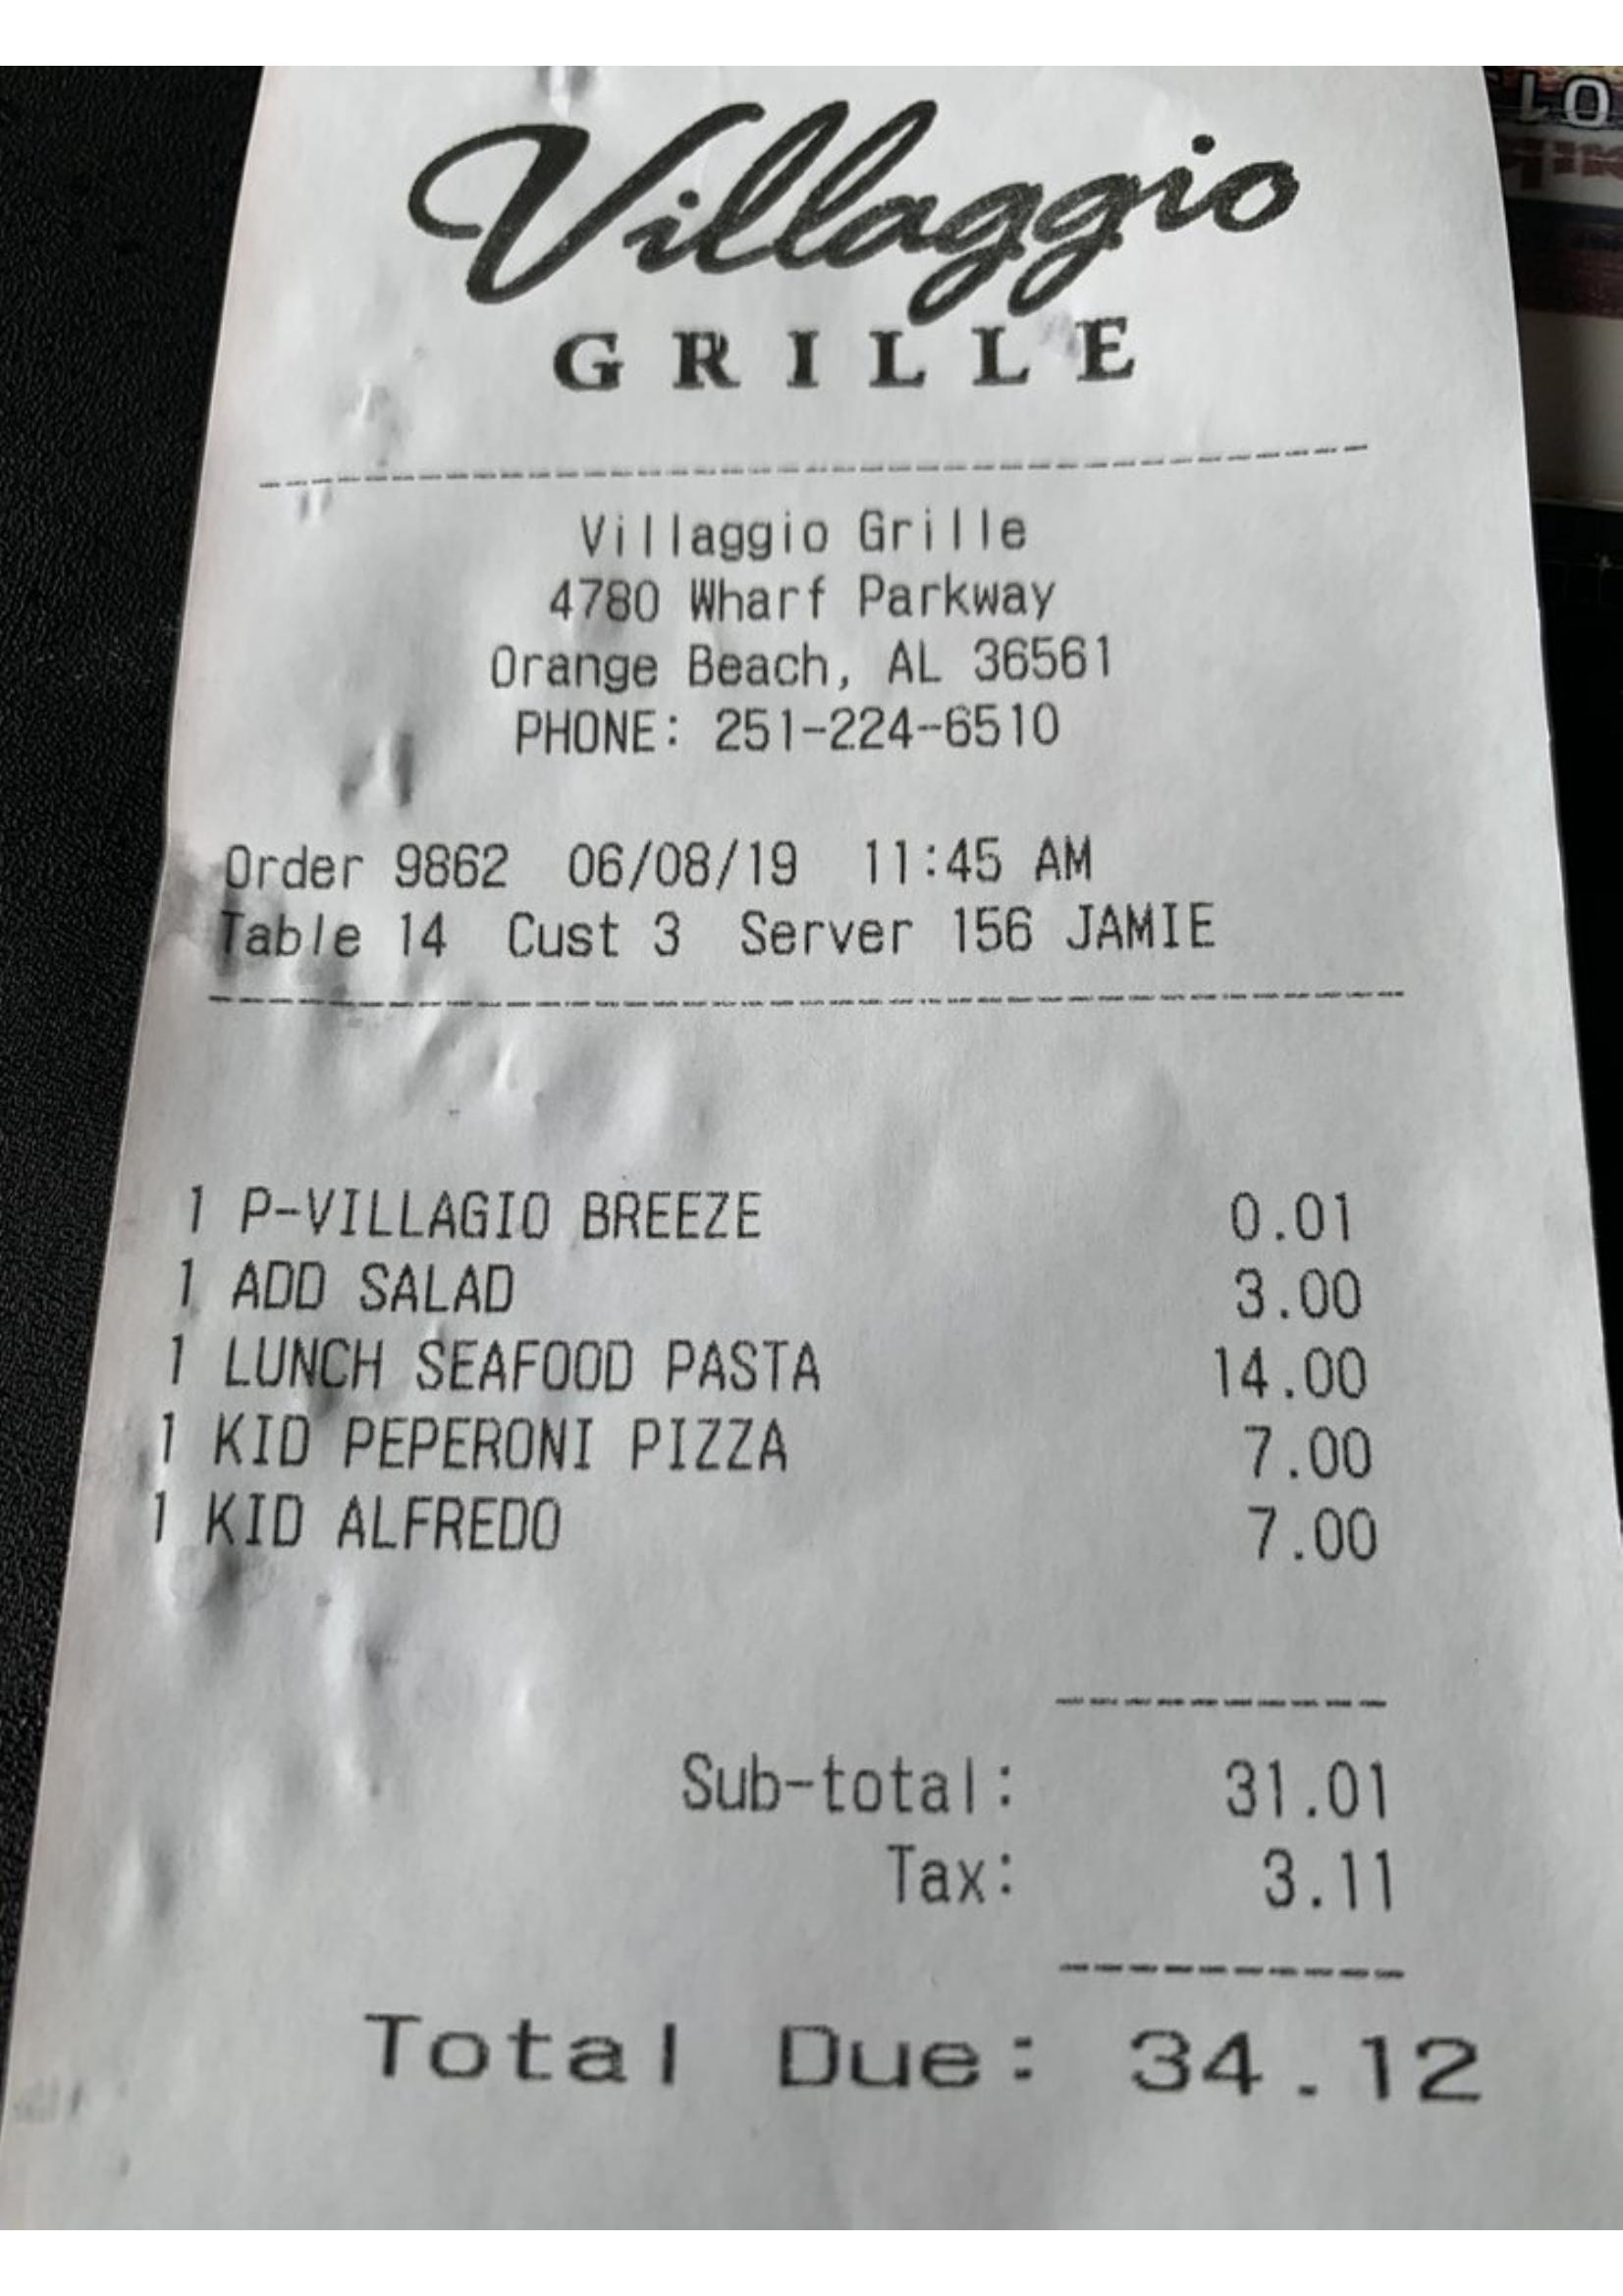 Villaggio
GRILLE
Villaggio Grille
4780 Wharf Parkway
Orange Beach, AL 36561
PHONE: 251-224-6510
Order 9862 06/08/19 11:45 AM
Table 14 Cust 3 Server 156 JAMIE
1 P-VILLAGIO BREEZE 0.01
1 ADD SALAD 3.00
1 LUNCH SEAFOOD PASTA 14.00
1 KID PEPERONI PIZZA 7.00
1 KID ALFREDO 7.00
Sub-total: 31.01
Tax: 3.11
Total Due: 34.12